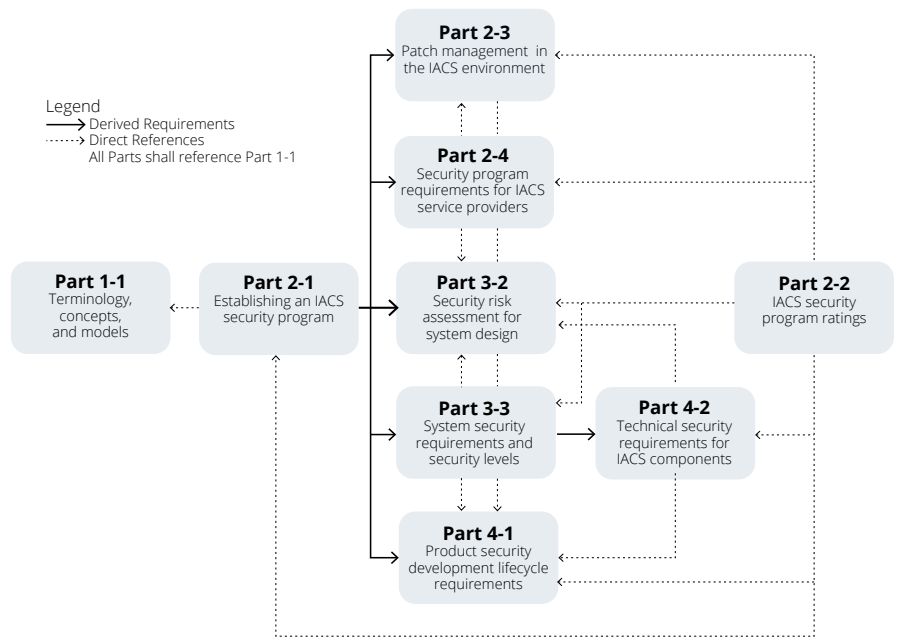 Part 2-3
Patch management in
the IACS environment
Legend
Derived Requirements
Direct References
All Parts shall reference Part 1-1
Part 2-4
Security program
requirements for IACS
service providers
Part 1-1
Terminology,
concepts,
and models
Part 2-1
Establishing an IACS
security program
Part 3-2
Security risk
assessment for
system design
Part 2-2
IACS security
program ratings
Part 3-3
System security
requirements and
security levels
Part 4-2
Technical security
requirements for
IACS components
Part 4-1
Product security
development lifecycle
requirements